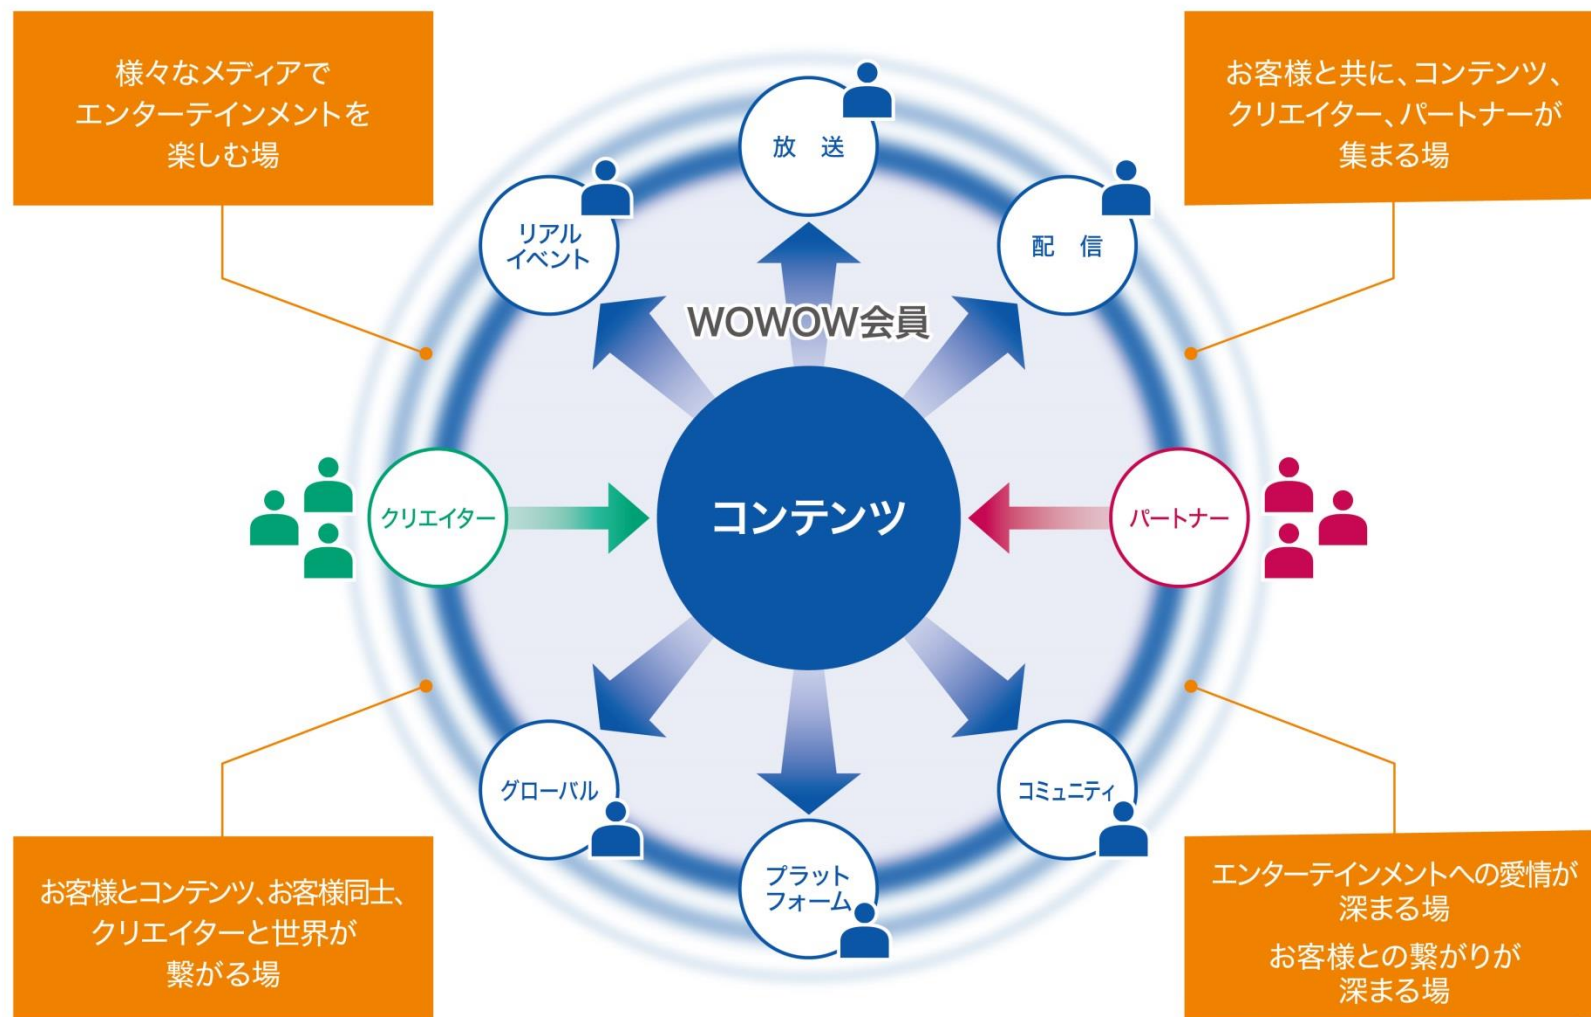 様々なメディアで
エンターテインメントを
楽しむ場
お客様と共に、コンテンツ、
クリエイター、パートナーが
集まる場
放 送
リアル
イベント
配 信
WOWOW会員
クリエイター
コンテンツ
パートナー
グローバル
コミュニティ
プラット
フォーム
お客様とコンテンツ、お客様同士、
クリエイターと世界が
繋がる場
エンターテインメントへの愛情が
深まる場
お客様との繋がりが
深まる場